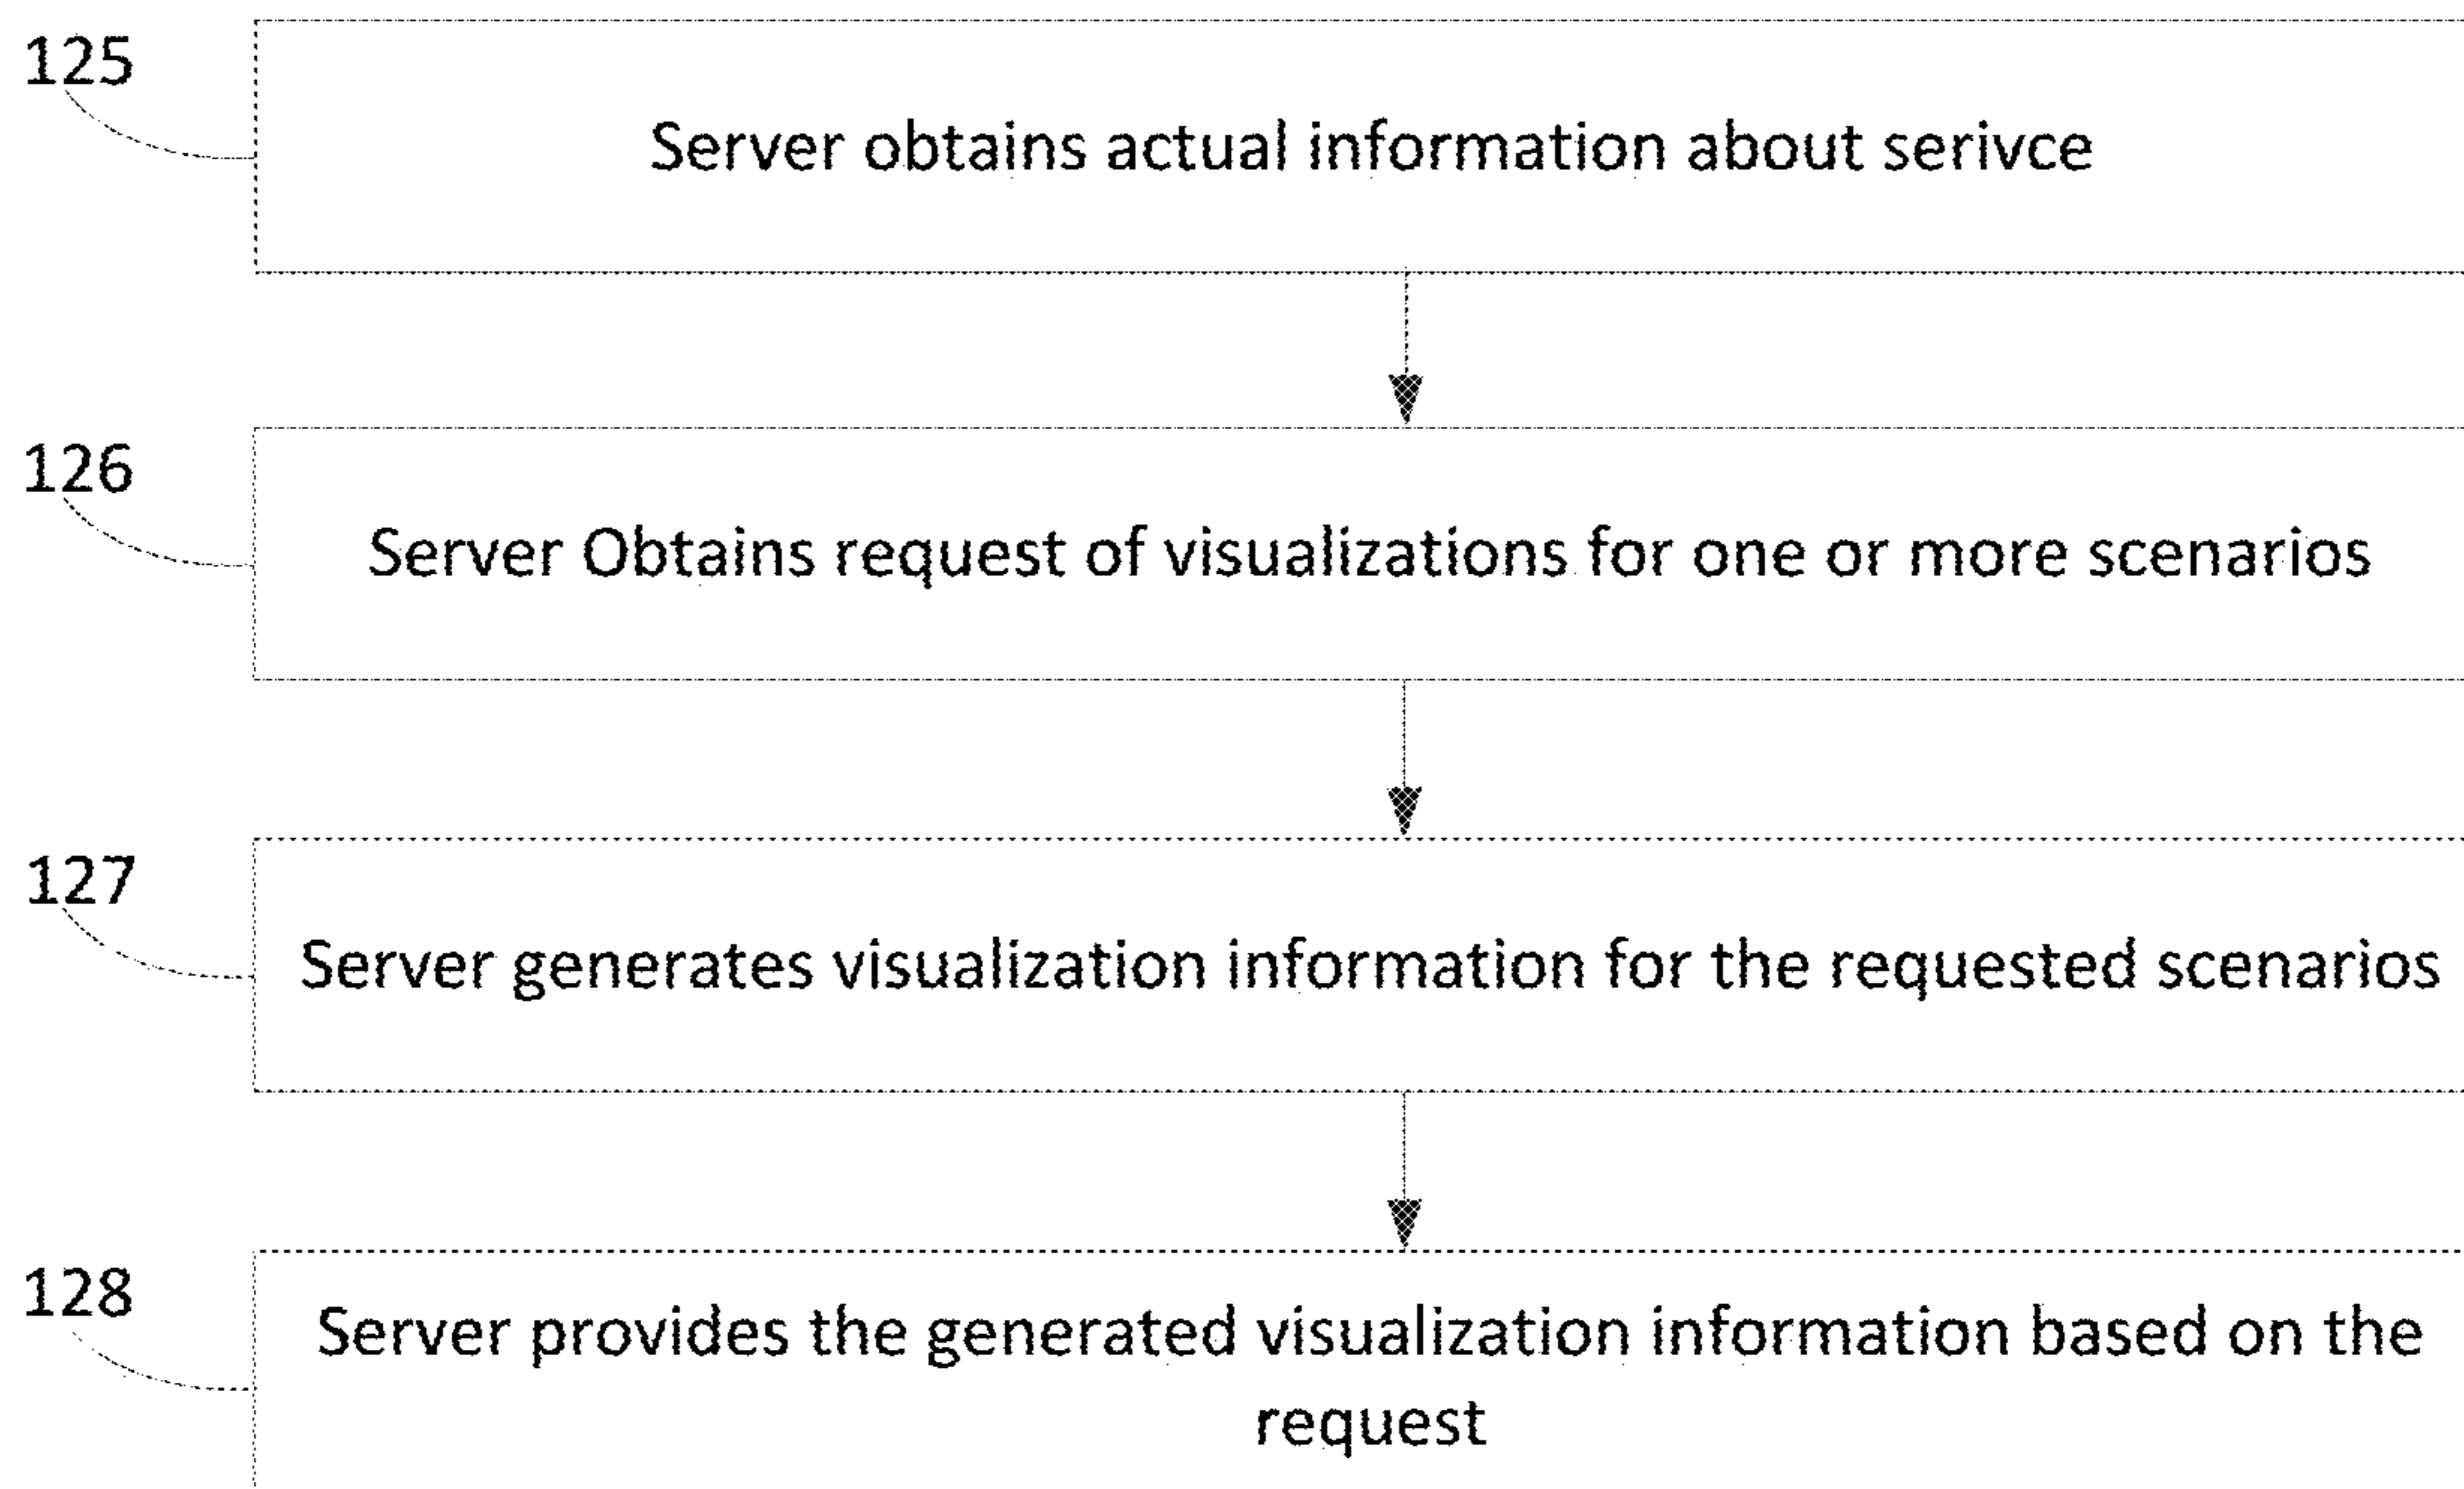 125
Server obtains actual information about serivce
126
Server Obtains request of visualizations for one or more scenarios
127
Server generates visualization information for the requested scenarios
128
Server provides the generated visualization information based on the
request